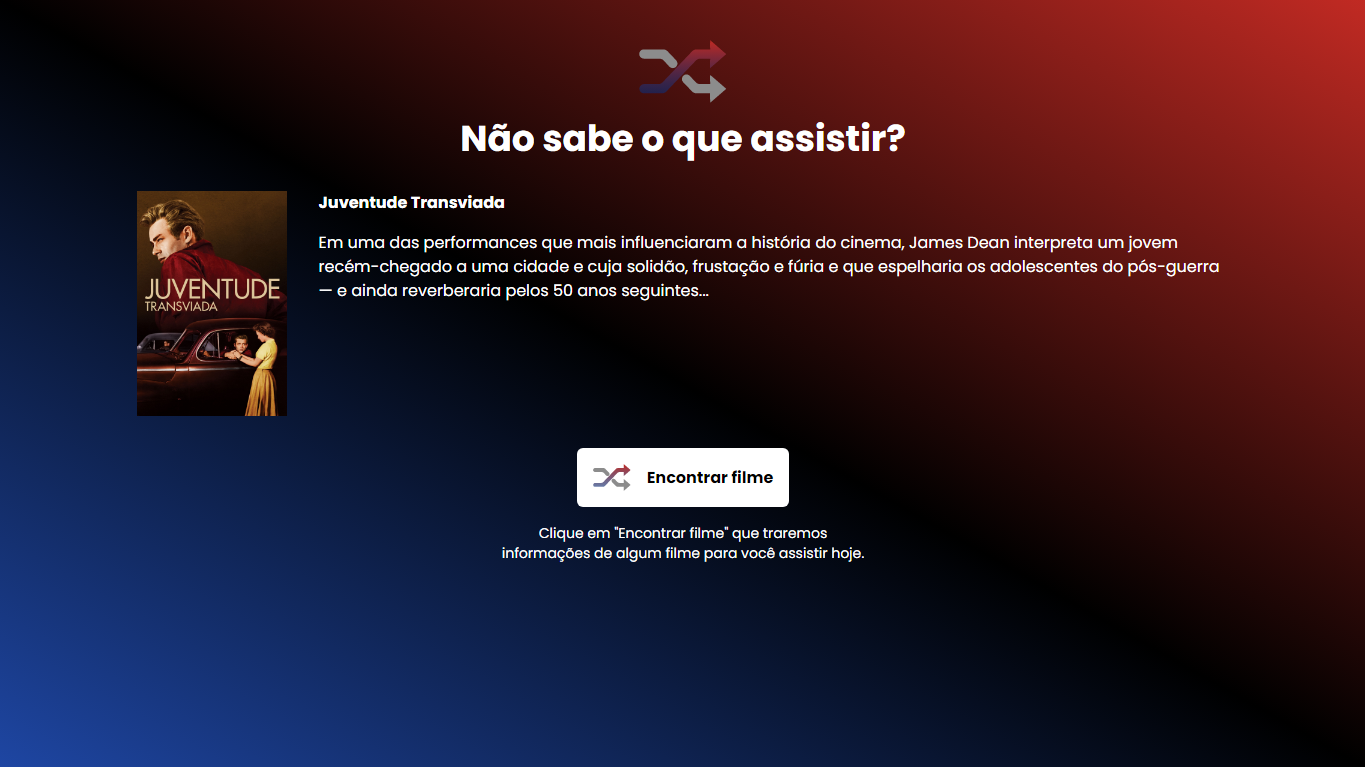 Não sabe o que assistir?
JUVENTUDE
TRANSVIADA
Juventude Transviada
Em uma das performances que mais influenciaram a história do cinema, James Dean interpreta um jovem
recém-chegado a uma cidade e cuja solidão, frustação e fúria e que espelharia os adolescentes do pós-guerra
— e ainda reverberaria pelos 50 anos seguintes...
Encontrar filme
Clique em "Encontrar filme" que traremos
informações de algum filme para você assistir hoje.